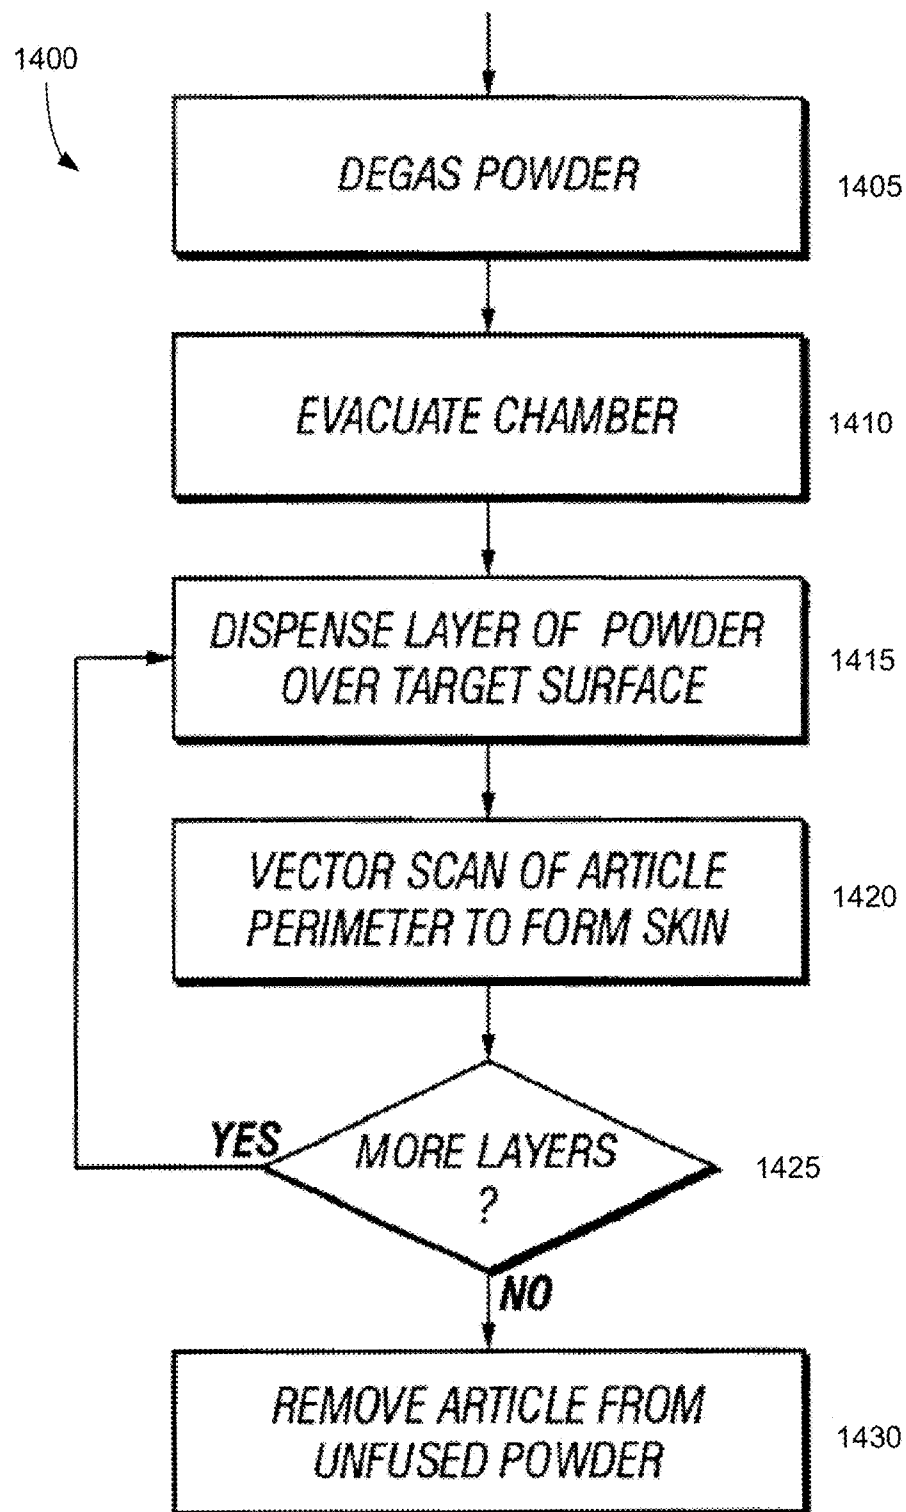 1400
DEGAS POWDER
1405
EVACUATE CHAMBER
1410
DISPENSE LAYER OF POWDER
OVER TARGET SURFACE
1415
VECTOR SCAN OF ARTICLE
PERIMETER TO FORM SKIN
1420
YES
MORE LAYERS
?
1425
NO
REMOVE ARTICLE FROM
UNFUSED POWDER
1430